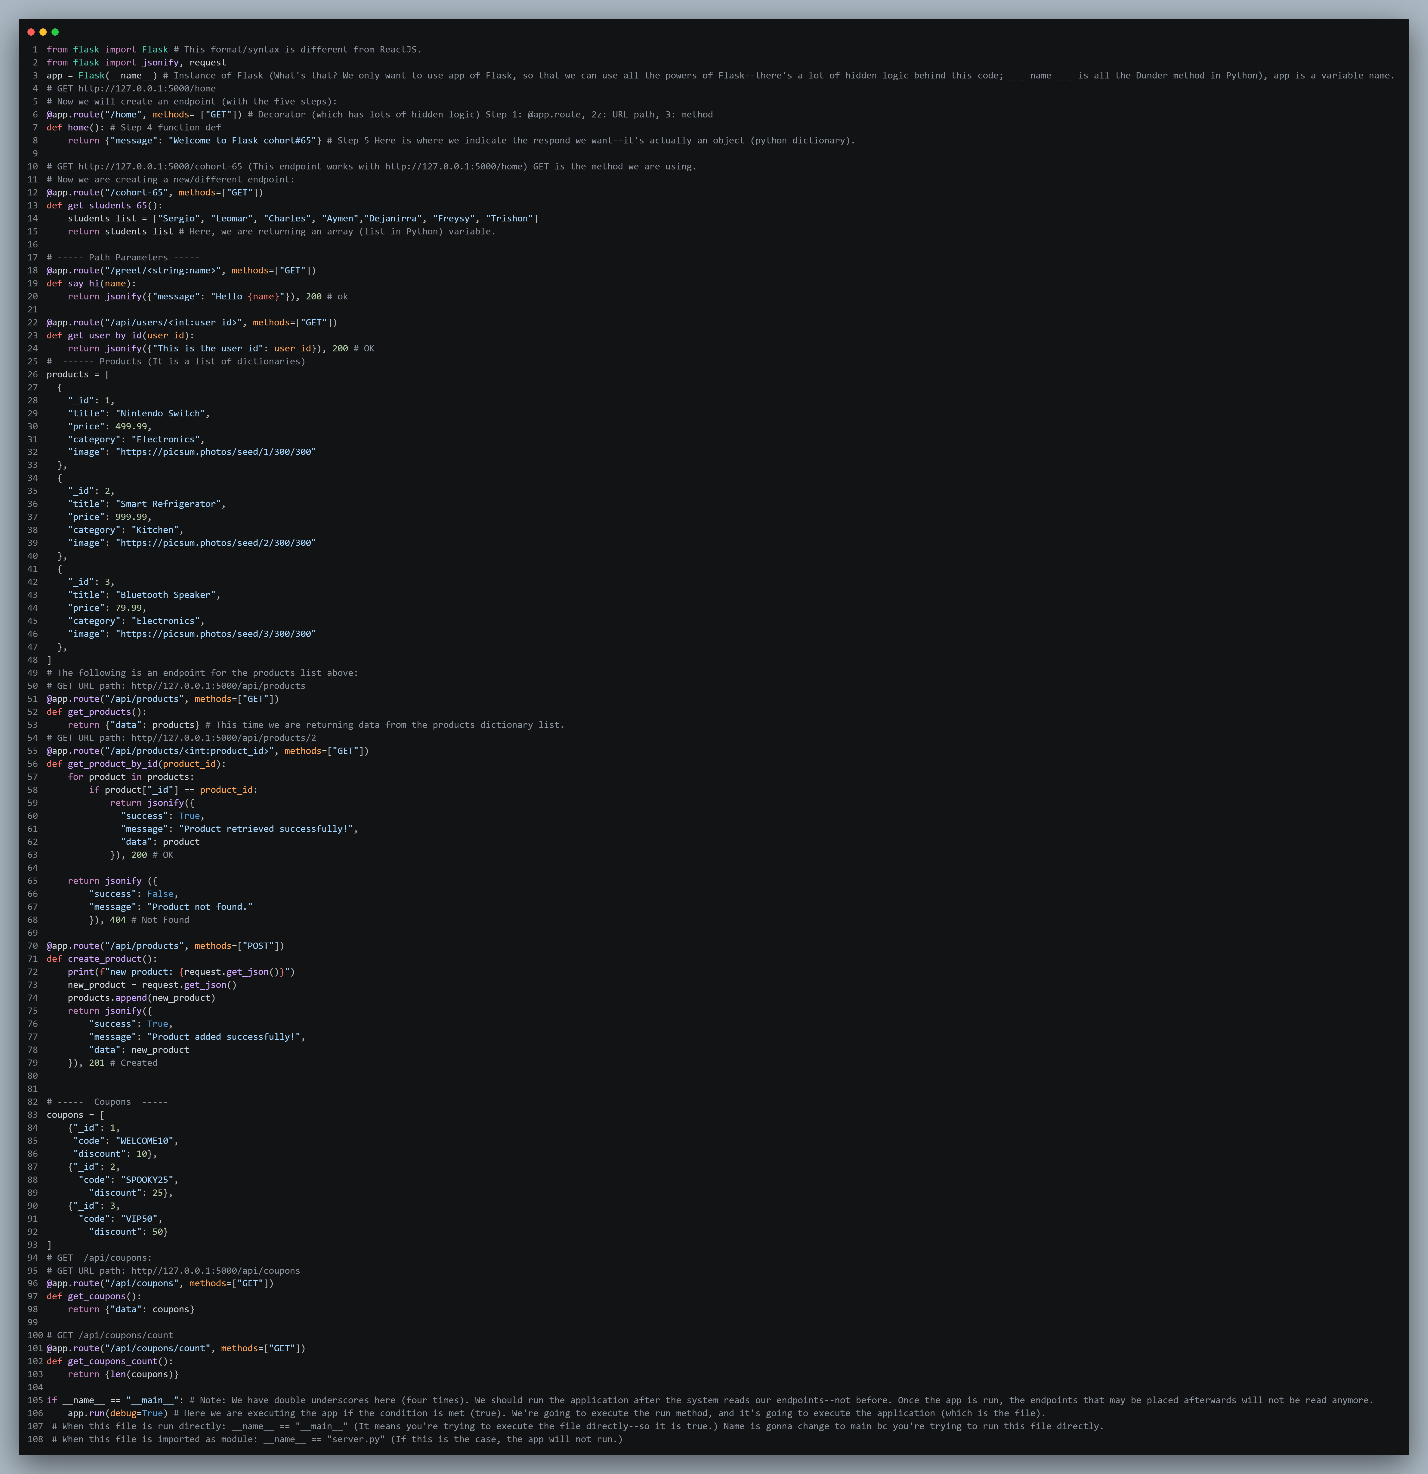 1 from flask import Flask # This format/syntax is different from ReactJS.
2 from flask import jsonify, request
3 app = Flask(  name  ) # Instance of Flask (What's that? We only want to use app of Flask, so that we can use all the powers of Flask--there's a lot of hidden logic behind this code;     name     is all the Dunder method in Python), app is a variable name.
4 # GET http://127.0.0.1:5000/home
5 # Now we will create an endpoint (with the five steps):
6 @app.route("/home", methods= ["GET"]) # Decorator (which has lots of hidden logic) Step 1: @app.route, 2z: URL path, 3: method
7 def home(): # Step 4 function def
8     return {"message": "Welcome to Flask cohort#65"} # Step 5 Here is where we indicate the respond we want--it's actually an object (python dictionary).
9
10 # GET http://127.0.0.1:5000/cohort-65 (This endpoint works with http://127.0.0.1:5000/home) GET is the method we are using.
11 # Now we are creating a new/different endpoint:
12 @app.route("/cohort-65", methods=["GET"])
13 def get students 65():
14     students list = ["Sergio", "Leomar", "Charles", "Aymen","Dejanirra", "Freysy", "Trishon"]
15     return students list # Here, we are returning an array (list in Python) variable.
16
17 # ----- Path Parameters -----
18 @app.route("/greet/<string:name>", methods=["GET"])
19 def say hi(name):
20     return jsonify({"message": "Hello {name}"}), 200 # ok
21
22 @app.route("/api/users/<int:user id>", methods=["GET"])
23 def get user by id(user id):
24     return jsonify({"This is the user id": user id}), 200 # OK
25 #  ------ Products (It is a list of dictionaries)
26 products = [
27   {
28     " id": 1,
29     "title": "Nintendo Switch",
30     "price": 499.99,
31     "category": "Electronics",
32     "image": "https://picsum.photos/seed/1/300/300"
33   },
34   {
35     "_id": 2,
36     "title": "Smart Refrigerator",
37     "price": 999.99,
38     "category": "Kitchen",
39     "image": "https://picsum.photos/seed/2/300/300"
40   },
41   {
42     "_id": 3,
43     "title": "Bluetooth Speaker",
44     "price": 79.99,
45     "category": "Electronics",
46     "image": "https://picsum.photos/seed/3/300/300"
47   },
48 ]
49 # The following is an endpoint for the products list above:
50 # GET URL path: http//127.0.0.1:5000/api/products
51 @app.route("/api/products", methods=["GET"])
52 def get_products():
53     return {"data": products} # This time we are returning data from the products dictionary list.
54 # GET URL path: http//127.0.0.1:5000/api/products/2
55 @app.route("/api/products/<int:product_id>", methods=["GET"])
56 def get_product_by_id(product_id):
57     for product in products:
58         if product["_id"] == product_id:
59             return jsonify({
60               "success": True,
61               "message": "Product retrieved successfully!",
62               "data": product
63             }), 200 # OK
64
65     return jsonify ({
66         "success": False,
67         "message": "Product not found."
68         }), 404 # Not Found
69
70 @app.route("/api/products", methods=["POST"])
71 def create_product():
72     print(f"new product: {request.get_json()}")
73     new_product = request.get_json()
74     products.append(new_product)
75     return jsonify({
76         "success": True,
77         "message": "Product added successfully!",
78         "data": new_product
79     }), 201 # Created
80
81
82 # -----  Coupons  -----
83 coupons = [
84     {"_id": 1,
85      "code": "WELCOME10",
86      "discount": 10},
87     {"_id": 2,
88       "code": "SPOOKY25",
89         "discount": 25},
90     {"_id": 3,
91       "code": "VIP50",
92         "discount": 50}
93 ]
94 # GET  /api/coupons:
95 # GET URL path: http//127.0.0.1:5000/api/coupons
96 @app.route("/api/coupons", methods=["GET"])
97 def get_coupons():
98     return {"data": coupons}
99
100 # GET /api/coupons/count
101 @app.route("/api/coupons/count", methods=["GET"])
102 def get_coupons_count():
103     return {len(coupons)}
104
105 if __name__ == "__main__": # Note: We have double underscores here (four times). We should run the application after the system reads our endpoints--not before. Once the app is run, the endpoints that may be placed afterwards will not be read anymore.
106     app.run(debug=True) # Here we are executing the app if the condition is met (true). We're going to execute the run method, and it's going to execute the application (which is the file).
107  # When this file is run directly: __name__ == "__main__" (It means you're trying to execute the file directly--so it is true.) Name is gonna change to main bc you're trying to run this file directly.
108  # When this file is imported as module: __name__ == "server.py" (If this is the case, the app will not run.)